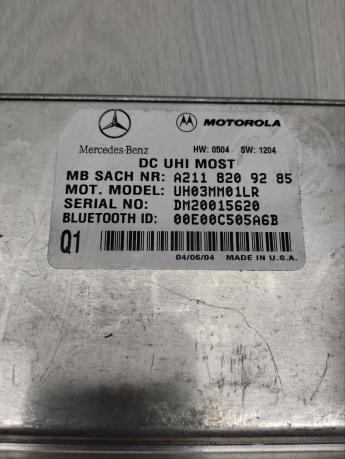 MOTOROLA
Mercedes-Benz HW: 0504 SW: 1204
DC UHI MOST
MB SACH NR: A211 820 92 85
MOT. MODEL: UH03MM01LR
SERIAL NO: DM20015620
BLUETOOTH ID: 00E00C505A6B
Q1 04/06/04 MADE IN U.S.A.